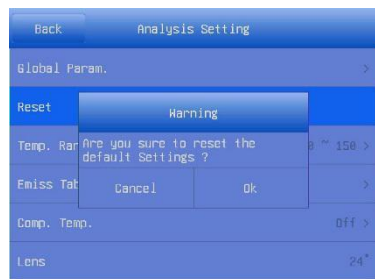 Back
Analysis Setting
Global Param.
Reset
Warning
Temp. Ran
Are you sure to reset the
default Settings ?
~ 150
Emiss Tab
Cancel
Ok
Comp. Temp.
Off
Lens
24°